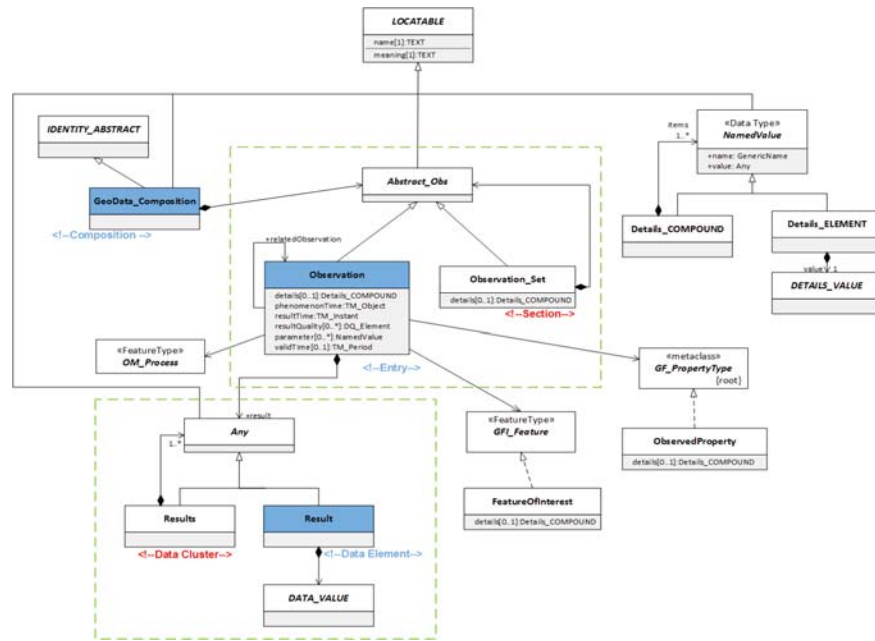 LOCATABLE
name[1]:TEXT
meaning[1]:TEXT
IDENTITY_ABSTRACT
items
1..*
«Data Type»
NamedValue
+name: GenericName
+value: Any
Abstract_Obs
GeoData_Composition
<!--Composition -->
Details_COMPOUND
Details_ELEMENT
value 1
DETAILS_VALUE
+relatedObservation
Observation
details[0..1]:Details_COMPOUND
phenomenonTime:TM_Object
resultTime:TM_Instant
resultQuality[0..*]:DQ_Element
parameter[0..*]:NamedValue
validTime[0..1]:TM_Period
<!--Entry-->
Observation_Set
details[0..1]:Details_COMPOUND
<!--Section-->
«FeatureType»
OM_Process
«metaclass»
GF_PropertyType
{root}
+result
Any
1..*
«FeatureType»
GFI_Feature
ObservedProperty
details[0..1]:Details_COMPOUND
Results
<!--Data Cluster-->
Result
<!--Data Element-->
FeatureOfInterest
details[0..1]:Details_COMPOUND
DATA_VALUE